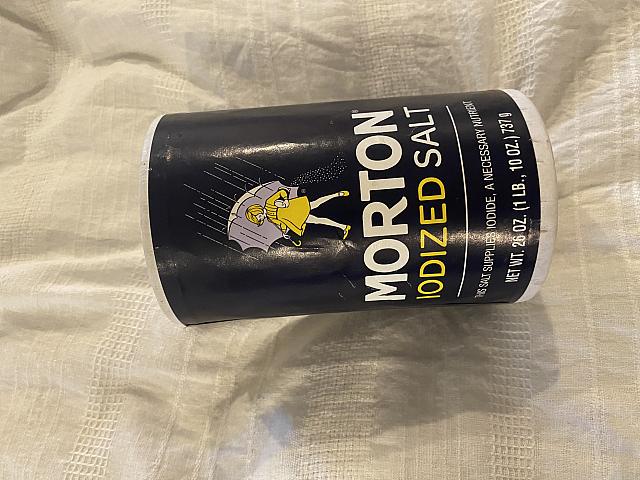 MORTON®
IODIZED SALT
THIS SALT SUPPLIES IODIDE, A NECESSARY NUTRIENT
NET WT. 26 OZ. (1 LB., 10 OZ.) 737 g